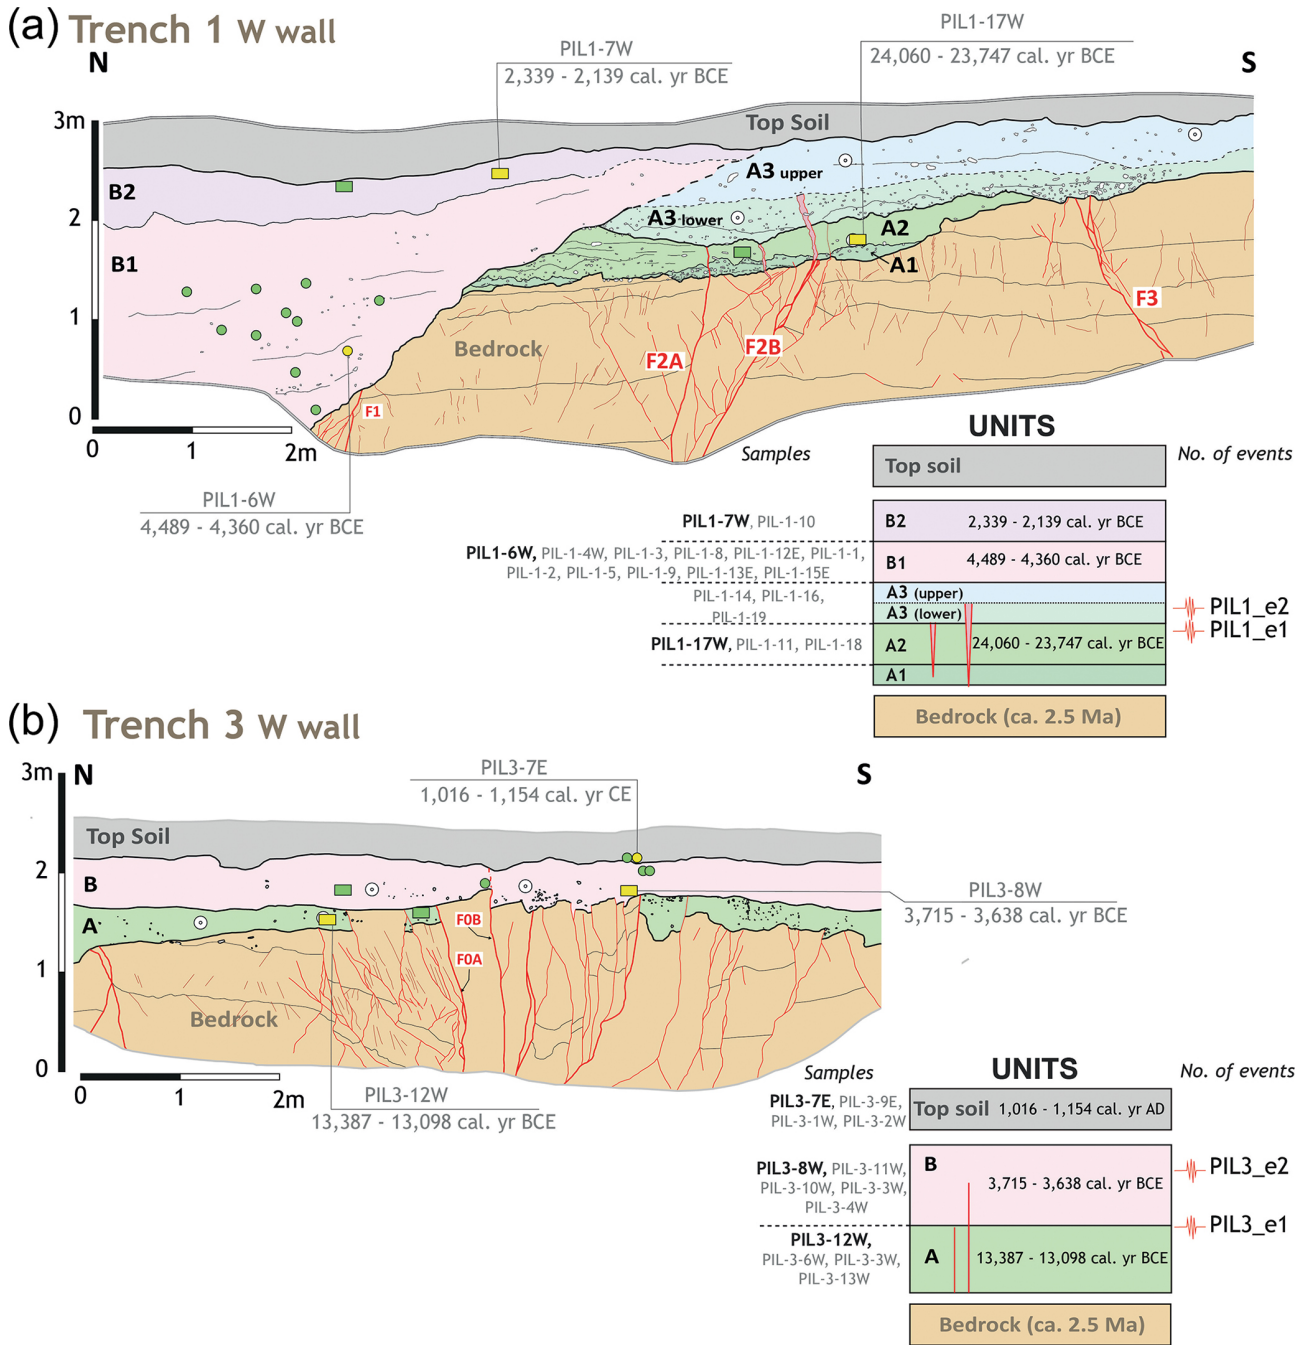 (a) Trench 1 W wall
N
S
PIL1-7W
2,339 - 2,139 cal. yr BCE
PIL1-17W
24,060 - 23,747 cal. yr BCE
3m
2
1
0
Top Soil
B2
B1
A3 upper
A3 lower
A2
A1
Bedrock
F1
F2A
F2B
F3
0 1 2m
PIL1-6W
4,489 - 4,360 cal. yr BCE
Samples
UNITS
No. of events
Top soil
PIL1-7W, PIL-1-10
B2 2,339 - 2,139 cal. yr BCE
PIL1-6W, PIL-1-4W, PIL-1-3, PIL-1-8, PIL-1-12E, PIL-1-1,
PIL-1-2, PIL-1-5, PIL-1-9, PIL-1-13E, PIL-1-15E
B1 4,489 - 4,360 cal. yr BCE
PIL-1-14, PIL-1-16,
PIL-1-19
A3 (upper)
A3 (lower)
PIL1_e2
PIL1_e1
PIL1-17W, PIL-1-11, PIL-1-18
A2 24,060 - 23,747 cal. yr BCE
A1
Bedrock (ca. 2.5 Ma)
(b) Trench 3 W wall
3m
N
S
2
1
0
PIL3-7E
1,016 - 1,154 cal. yr CE
Top Soil
B
A
F0B
F0A
Bedrock
PIL3-8W
3,715 - 3,638 cal. yr BCE
0 1 2m
PIL3-12W
13,387 - 13,098 cal. yr BCE
Samples
UNITS
No. of events
PIL3-7E, PIL-3-9E,
PIL-3-1W, PIL-3-2W
Top soil 1,016 - 1,154 cal. yr AD
PIL3-8W, PIL-3-11W,
PIL-3-10W, PIL-3-3W,
PIL-3-4W
B
3,715 - 3,638 cal. yr BCE
PIL3_e2
PIL3_e1
PIL3-12W,
PIL-3-6W, PIL-3-3W,
PIL-3-13W
A 13,387 - 13,098 cal. yr BCE
Bedrock (ca. 2.5 Ma)